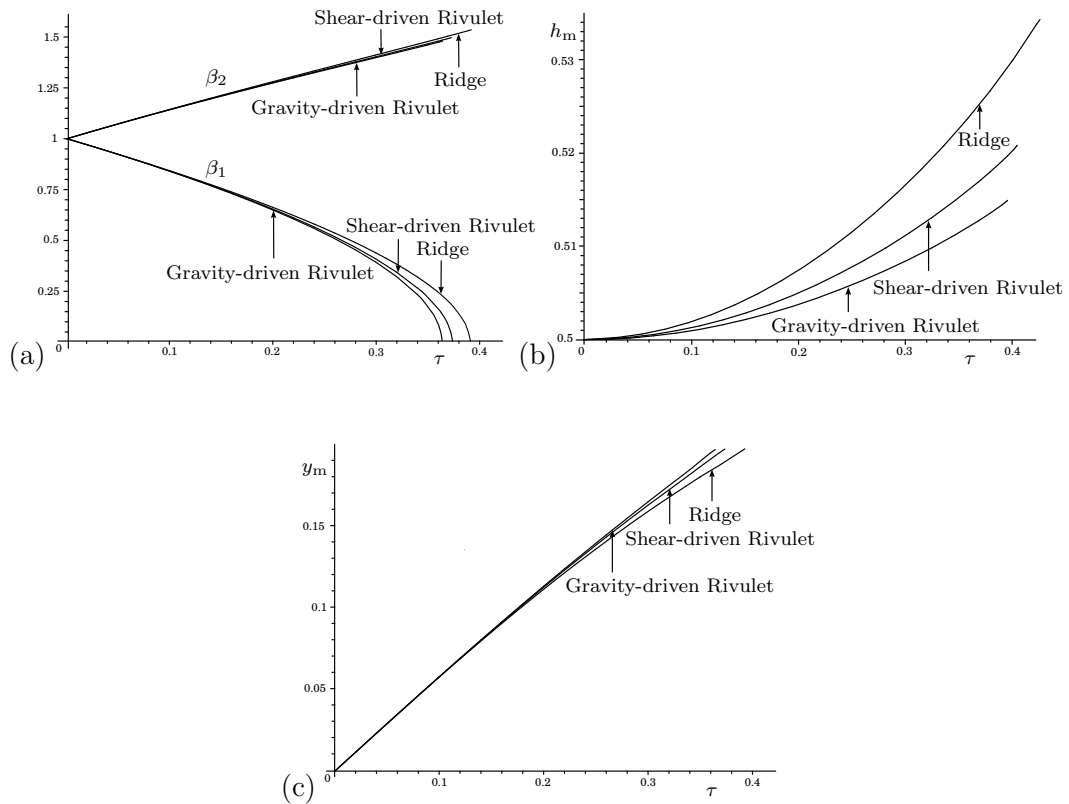 Shear-driven Rivulet
1.5
β2
Ridge
1.25
Gravity-driven Rivulet
1
β1
0.75
Shear-driven Rivulet
0.5
Ridge
Gravity-driven Rivulet
0.25
(a)
0
0.1
0.2
0.3
τ
0.4
hm
0.53
0.52
Ridge
0.51
Shear-driven Rivulet
Gravity-driven Rivulet
0.5
(b)
0
0.1
0.2
0.3
τ
0.4
ym
0.15
Ridge
Shear-driven Rivulet
Gravity-driven Rivulet
0.1
0.05
(c)
0
0.1
0.2
0.3
τ
0.4